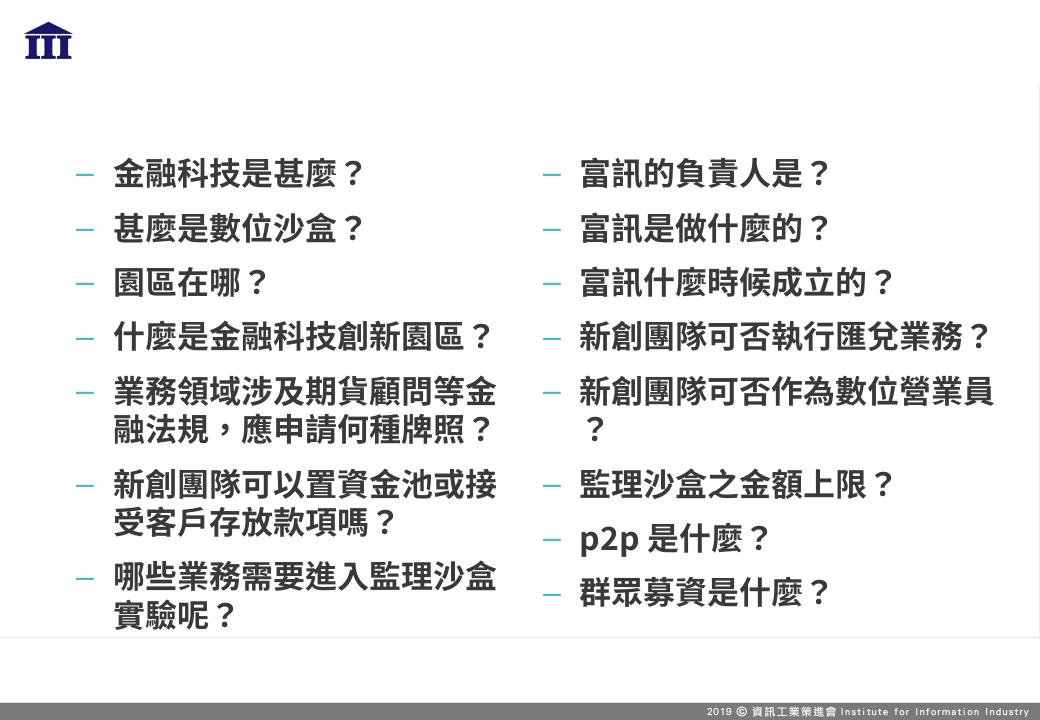 – 金融科技是甚麼？
– 甚麼是數位沙盒？
– 園區在哪？
– 什麼是金融科技創新園區？
– 業務領域涉及期貨顧問等金
融法規，應申請何種牌照？
– 新創團隊可以置資金池或接
受客戶存放款項嗎？
– 哪些業務需要進入監理沙盒
實驗呢？
– 富訊的負責人是？
– 富訊是做什麼的？
– 富訊什麼時候成立的？
– 新創團隊可否執行匯兌業務？
– 新創團隊可否作為數位營業員
？
– 監理沙盒之金額上限？
– p2p 是什麼？
– 群眾募資是什麼？
2019 © 資訊工業策進會 Institute for Information Industry